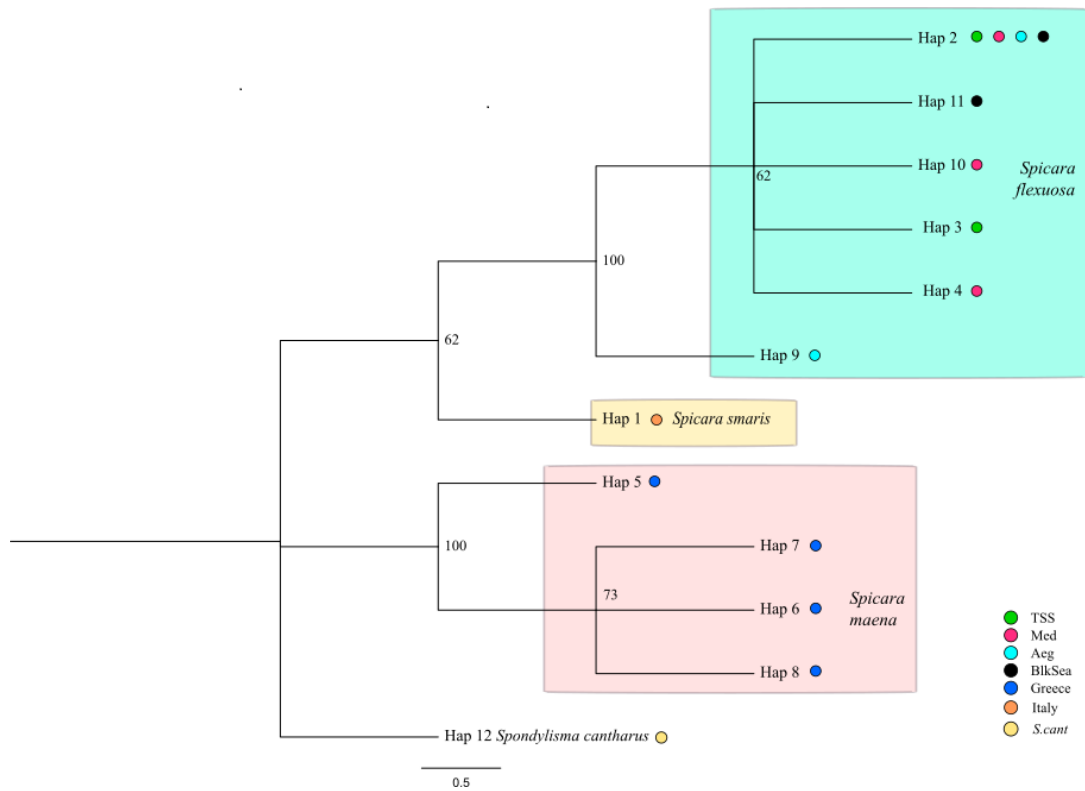 Hap 2
Hap 11
Hap 10
62
Spicara
flexuosa
Hap 3
100
Hap 4
62
Hap 9
Hap 1 Spicara smaris
Hap 5
100
Hap 7
73
Spicara
maena
Hap 6
Hap 8
TSS
Med
Aeg
BlkSea
Greece
Italy
S.cant
Hap 12 Spondylisma cantharus
0.5